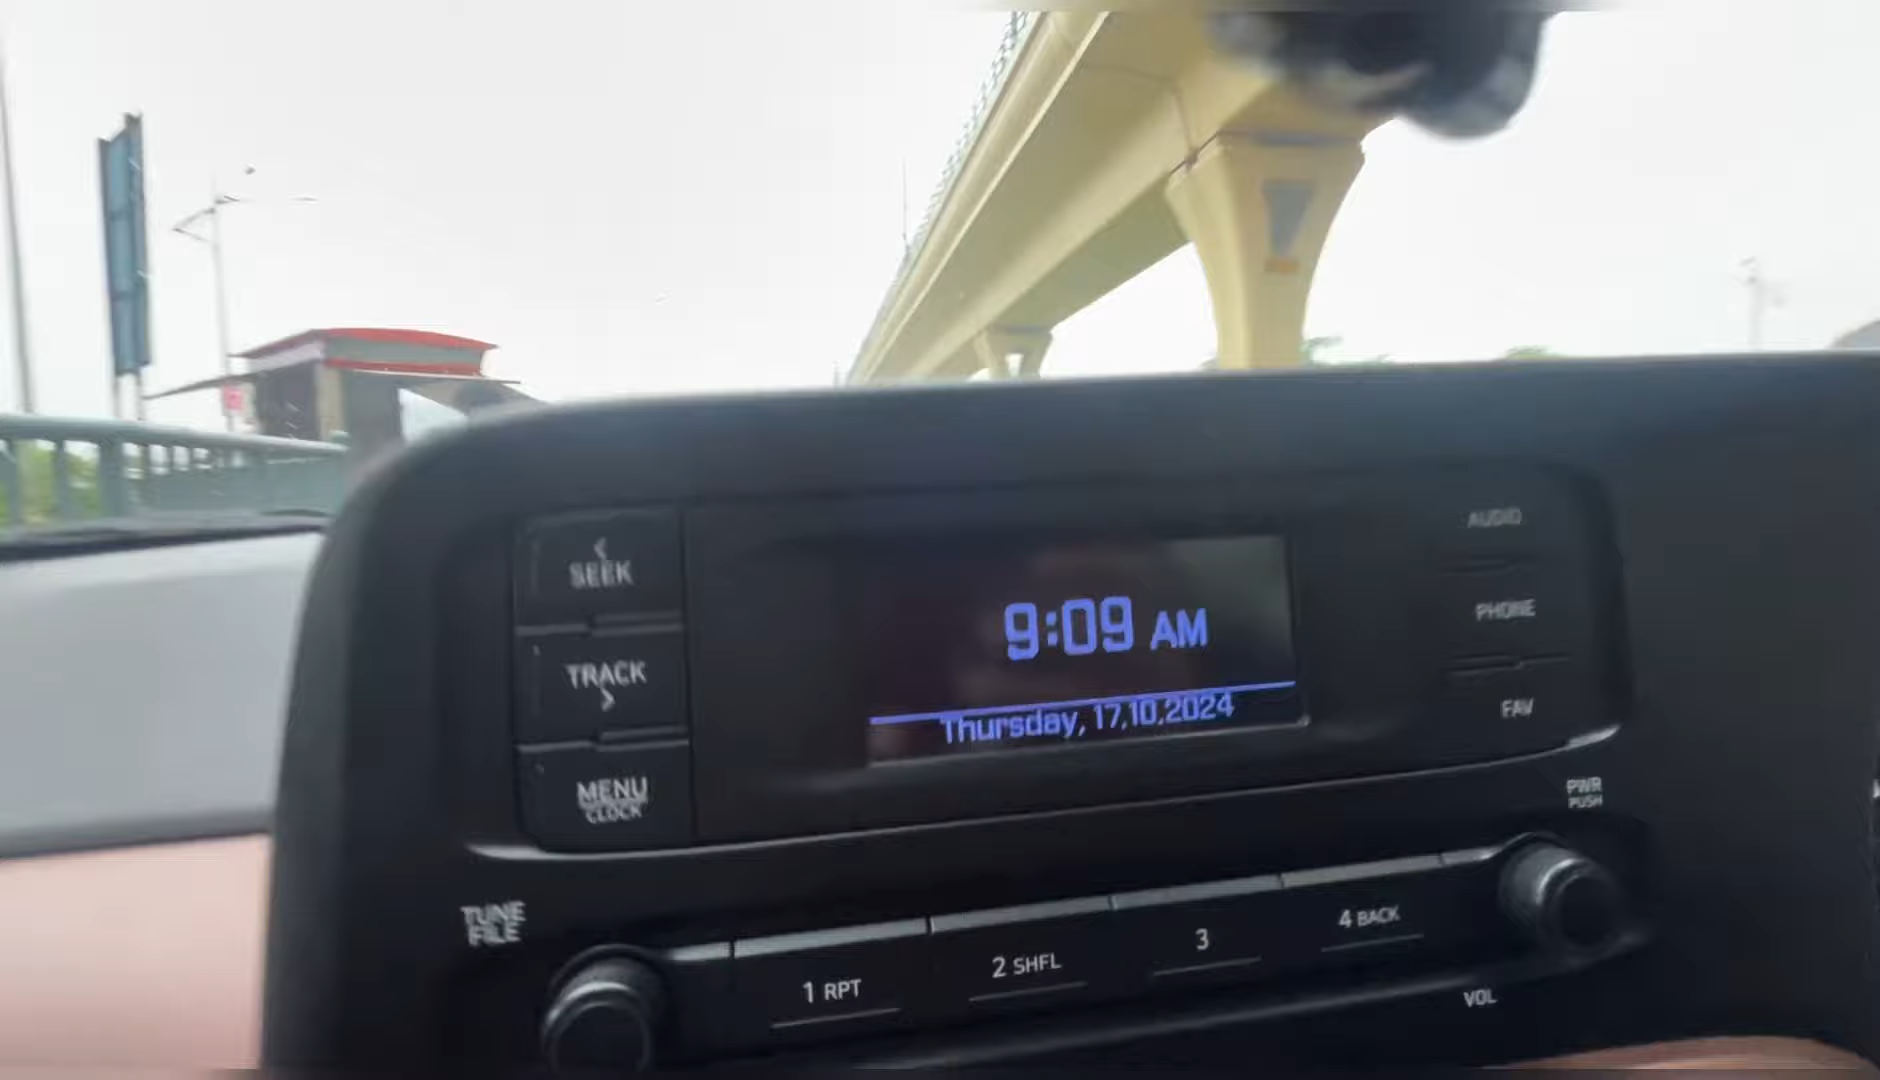 SEEK
TRACK
MENU
CLOCK
9:09 AM
Thursday, 17.10.2024
AUDIO
PHONE
FAV
PWR
PUSH
TUNE
FILE
1 RPT
2 SHFL
3
4 BACK
VOL